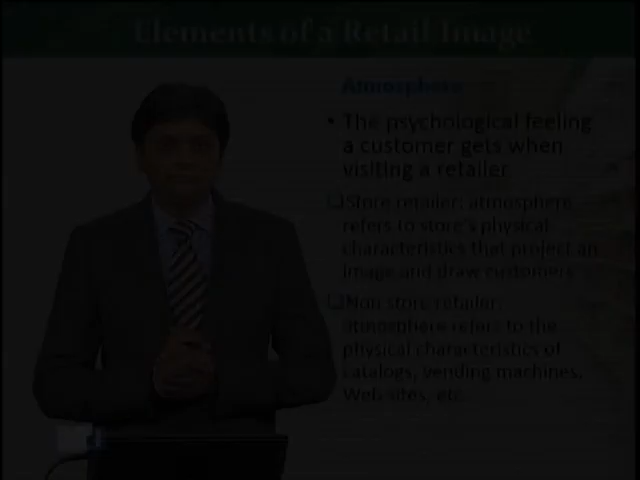 Elements of a Retail Image
Atmosphere
• The psychological feeling
a customer gets when
visiting a retailer
❑Store retailer: atmosphere
refers to store's physical
characteristics that project an
image and draw customers
❑Non store retailer:
atmosphere refers to the
physical characteristics of
catalogs, vending machines,
Web sites, etc.